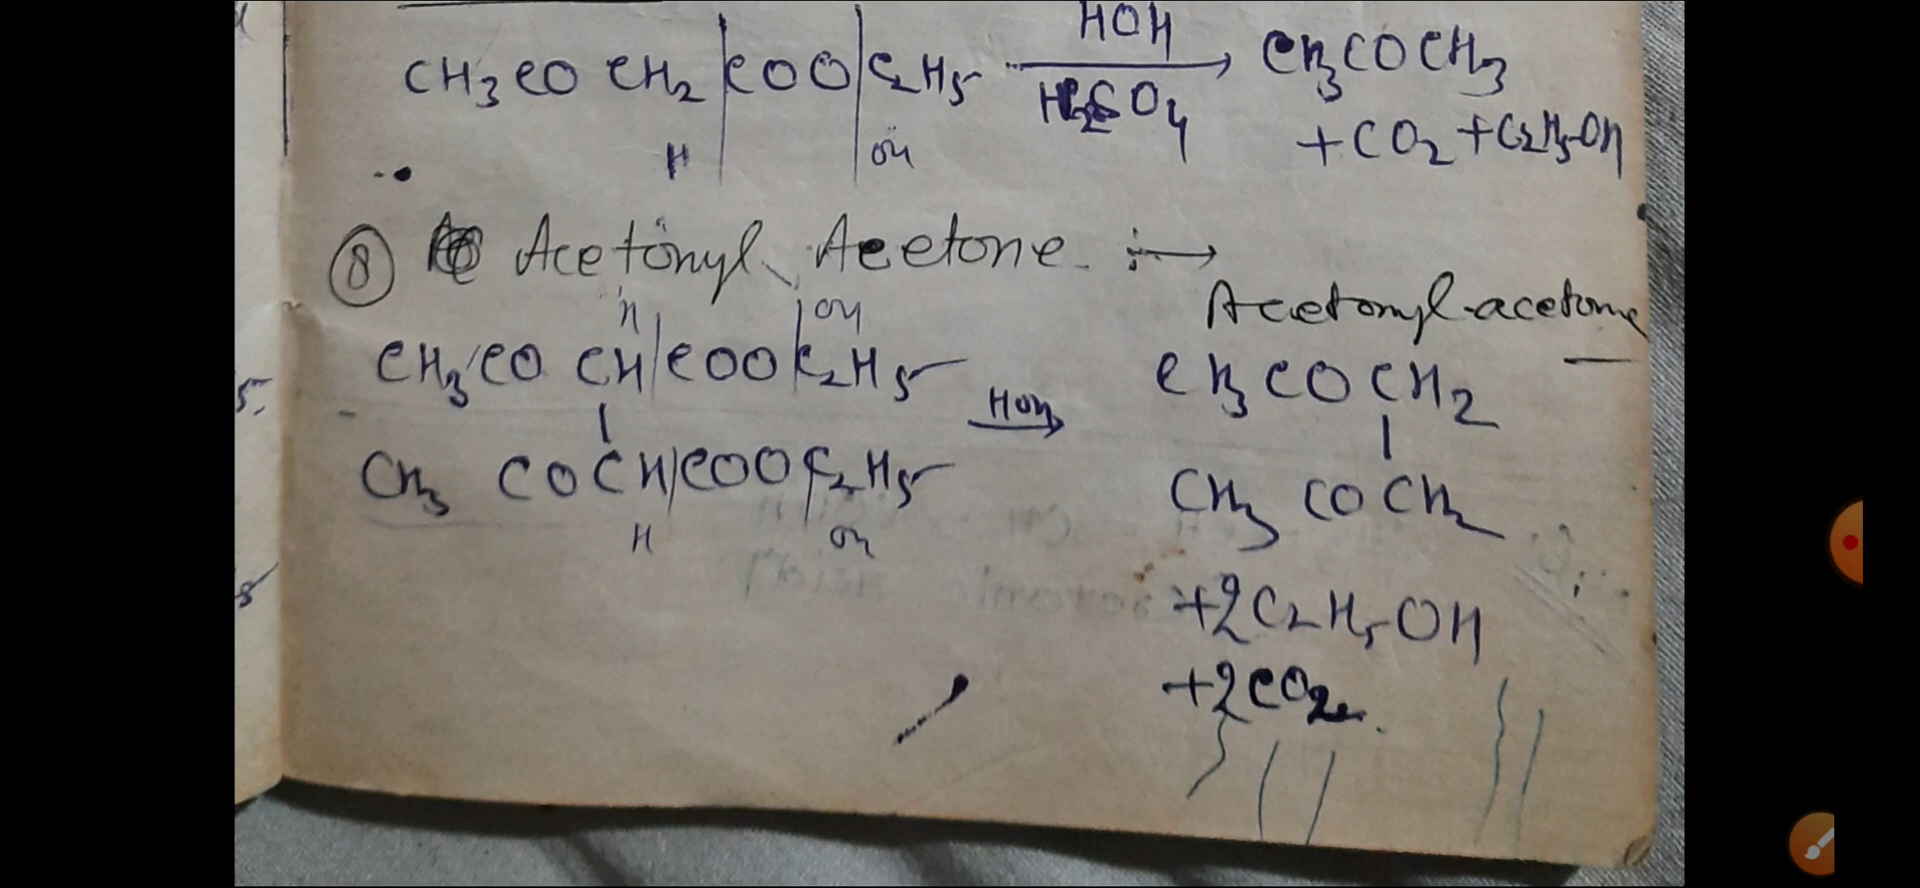 HOH
CH3CO CH2 | COO | C2H5 → CH3COCH3
H2SO4
H OH + CO2 + C2H5OH
8 Acetonyl Acetone :→
Acetonyl-acetone
H OH
CH3CO CH | COO | C2H5 CH3COCH2
HOH →
CH3 COCH | COO | C2H5 CH3 COCH2
H OH
+2C2H5OH
+2CO2